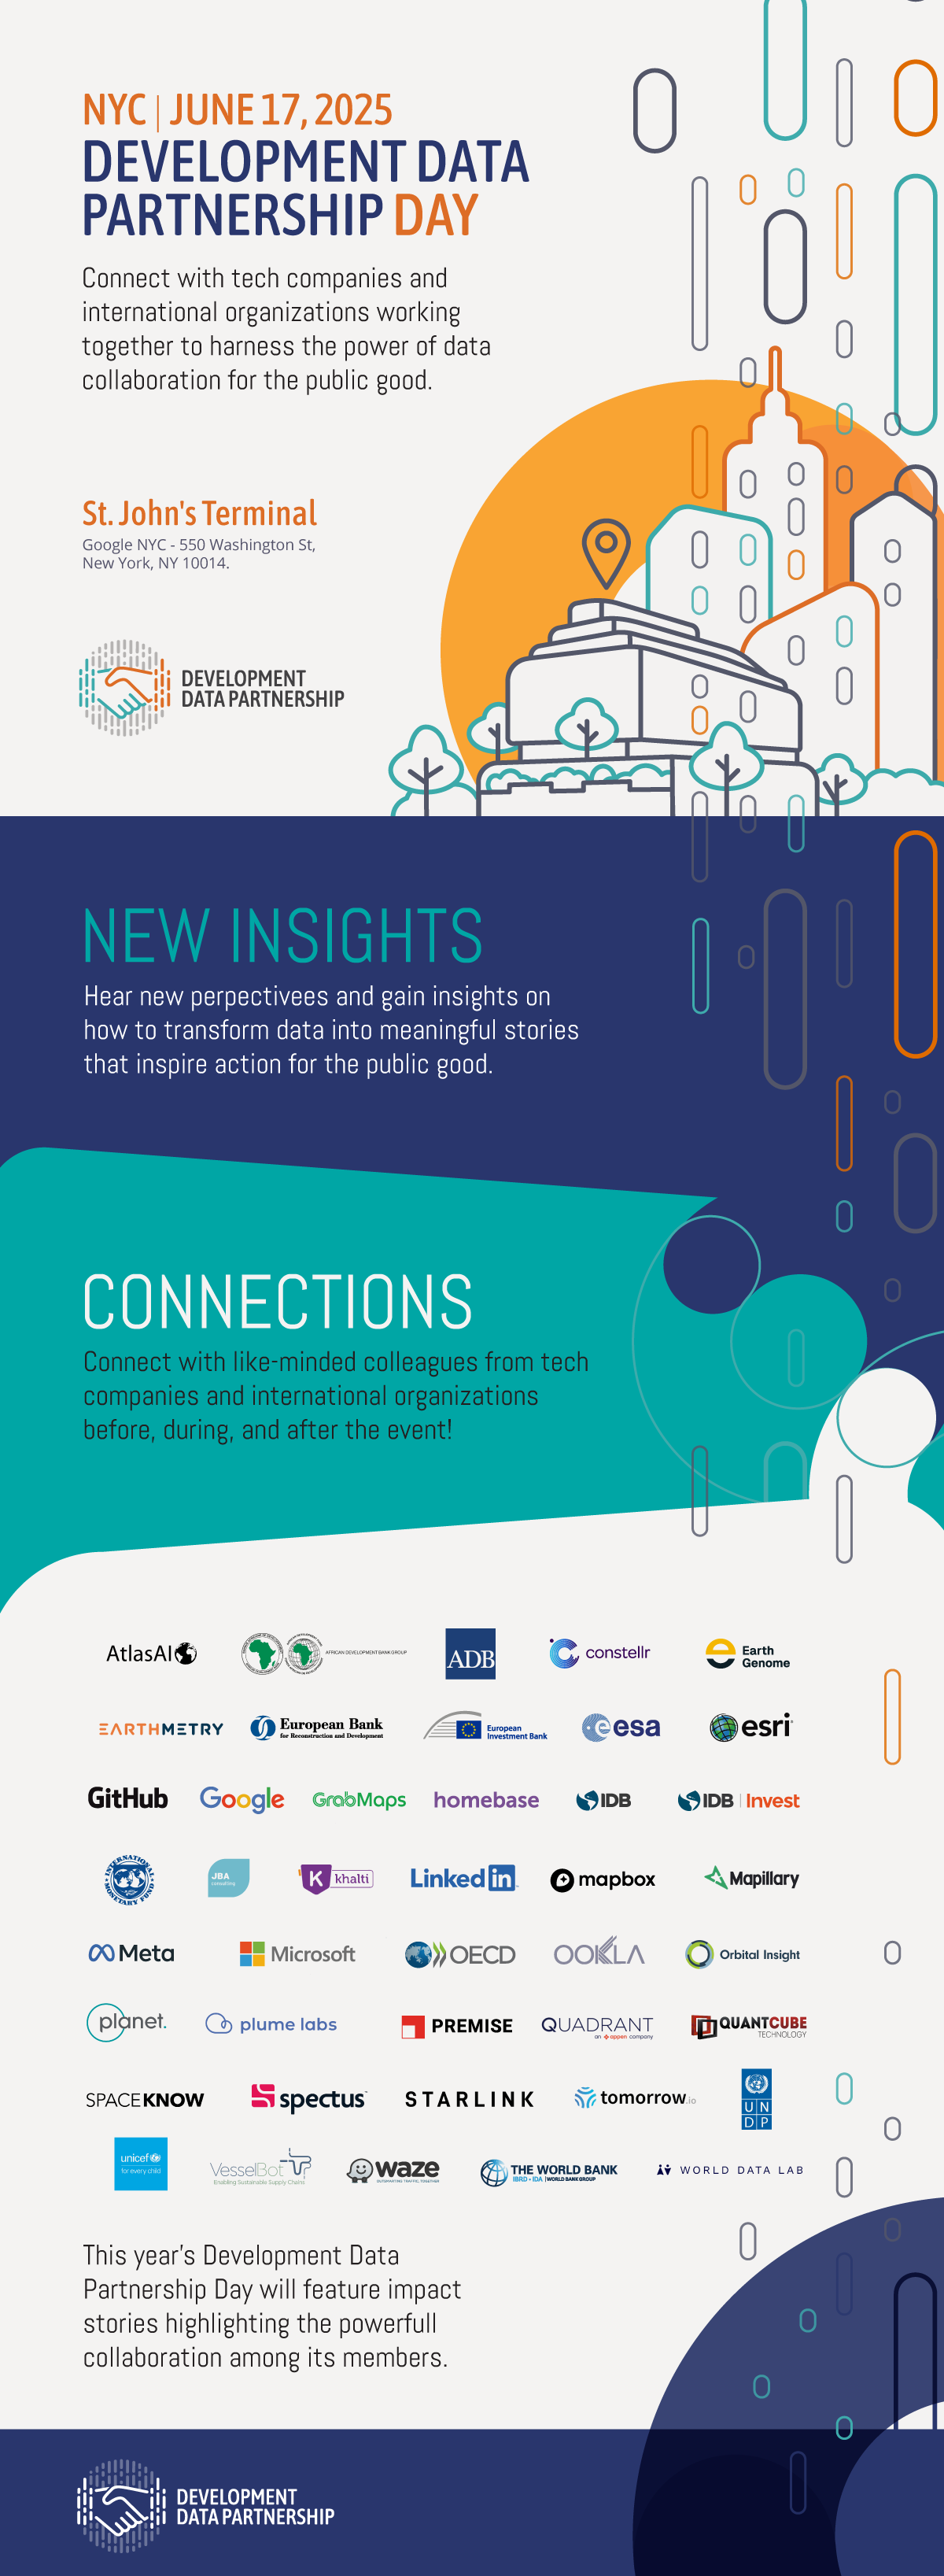 NYC | JUNE 17, 2025
DEVELOPMENT DATA
PARTNERSHIP DAY
Connect with tech companies and
international organizations working
together to harness the power of data
collaboration for the public good.
St. John's Terminal
Google NYC - 550 Washington St,
New York, NY 10014.
DEVELOPMENT
DATA PARTNERSHIP
NEW INSIGHTS
Hear new perpectivees and gain insights on
how to transform data into meaningful stories
that inspire action for the public good.
CONNECTIONS
Connect with like-minded colleagues from tech
companies and international organizations
before, during, and after the event!
AtlasAI
AFRICAN DEVELOPMENT BANK GROUP
ADB
constellr
Earth
Genome
EARTHMETRY
European Bank
for Reconstruction and Development
European
Investment Bank
esa
esri
GitHub
Google
GrabMaps
homebase
IDB
IDB | Invest
INTERNATIONAL
MONETARY FUND
JBA
consulting
K khalti
Linked in
mapbox
Mapillary
Meta
Microsoft
OECD
OOKLA
Orbital Insight
planet.
plume labs
PREMISE
QUADRANT
an appen company
QUANTCUBE
TECHNOLOGY
SPACEKNOW
spectus
STARLINK
tomorrow.io
UN
DP
unicef
for every child
VesselBot
Enabling Sustainable Supply Chains
waze
OUTSMARTING TRAFFIC, TOGETHER
THE WORLD BANK
IBRD • IDA | WORLD BANK GROUP
WORLD DATA LAB
This year's Development Data
Partnership Day will feature impact
stories highlighting the powerfull
collaboration among its members.
DEVELOPMENT
DATA PARTNERSHIP